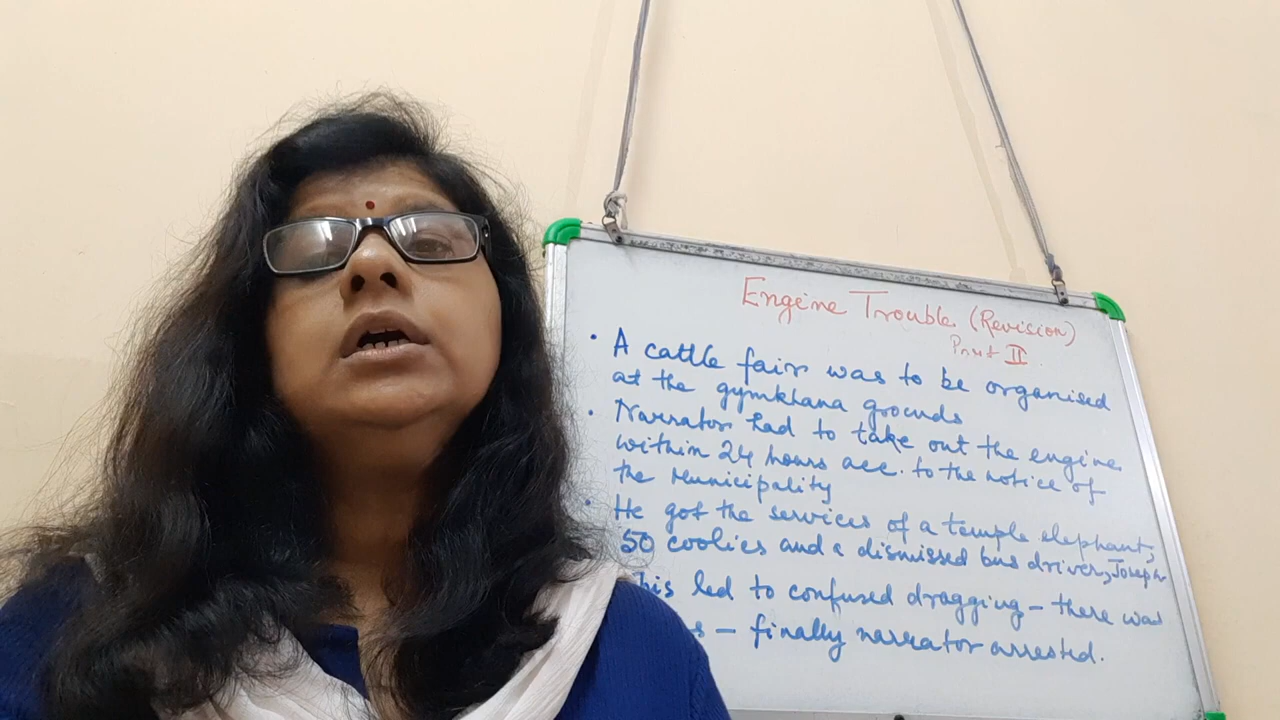 Engine Trouble (Revision)
Part II
• A cattle fair was to be organised
at the gymkhana grounds
• Narrator had to take out the engine
within 24 hours acc. to the notice of
the Municipality
• He got the services of a temple elephant,
50 coolies and a dismissed bus driver, Joseph
his led to confused dragging - there was
s - finally narrator arrested.